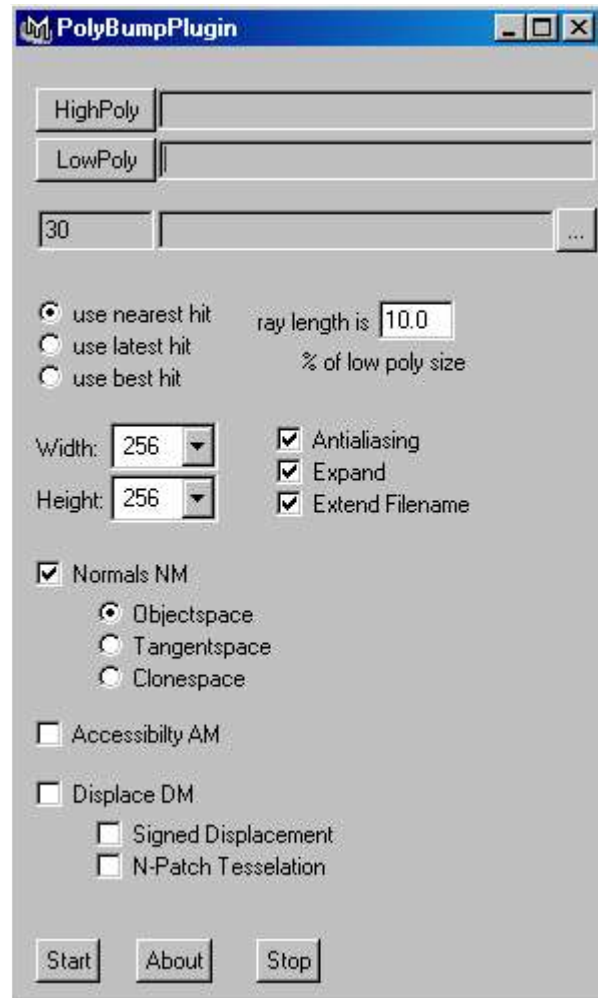 PolyBumpPlugin
HighPoly
LowPoly
30 ...
use nearest hit ray length is 10.0
use latest hit % of low poly size
use best hit
Width: 256 Antialiasing
Expand
Height: 256 Extend Filename
Normals NM
Objectspace
Tangentspace
Clonespace
Accessibilty AM
Displace DM
Signed Displacement
N-Patch Tesselation
Start About Stop